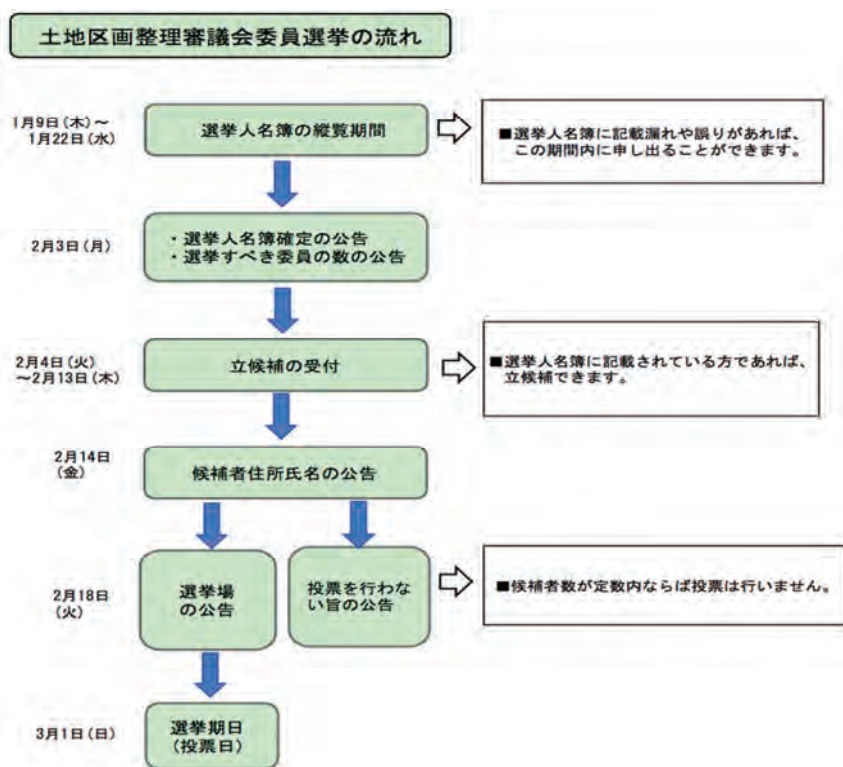 土地区画整理審議会委員選挙の流れ
1月9日(木)~
1月22日(水)
選挙人名簿の縦覧期間
■選挙人名簿に記載漏れや誤りがあれば、
この期間内に申し出ることができます。
2月3日(月)
・選挙人名簿確定の公告
・選挙すべき委員の数の公告
2月4日(火)
~2月13日(木)
立候補の受付
■選挙人名簿に記載されている方であれば、
立候補できます。
2月14日
(金)
候補者住所氏名の公告
2月18日
(火)
選挙場
の公告
投票を行わな
い旨の公告
■候補者数が定数内ならば投票は行いません。
3月1日(日)
選挙期日
(投票日)